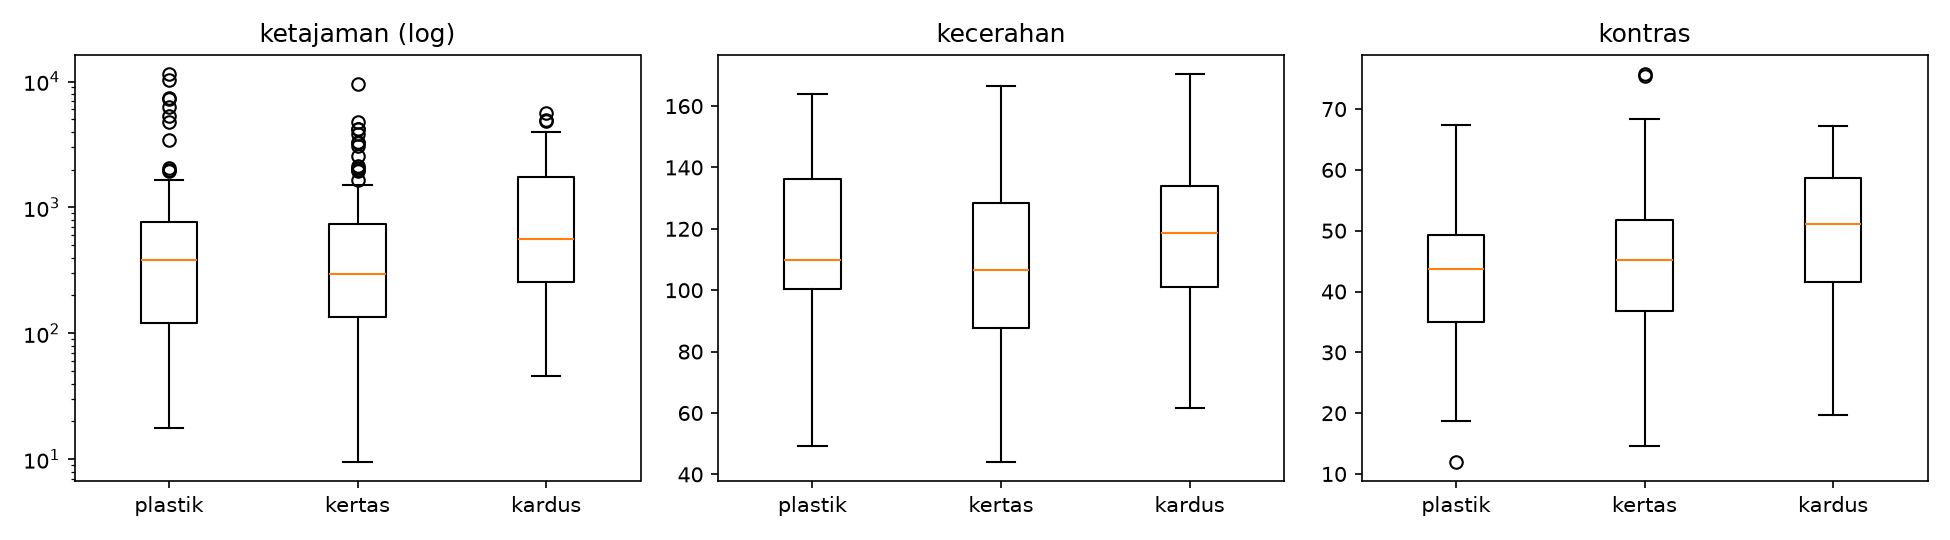 ketajaman (log)
10^4
10^3
10^2
10^1
plastik
kertas
kardus
kecerahan
160
140
120
100
80
60
40
plastik
kertas
kardus
kontras
70
60
50
40
30
20
10
plastik
kertas
kardus